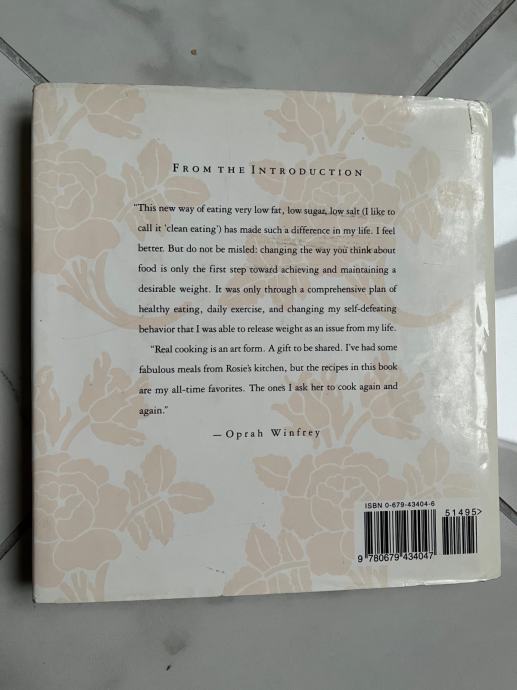 FROM THE INTRODUCTION
"This new way of eating very low fat, low sugar, low salt (I like to
call it 'clean eating') has made such a difference in my life. I feel
better. But do not be misled: changing the way you think about
food is only the first step toward achieving and maintaining a
desirable weight. It was only through a comprehensive plan of
healthy eating, daily exercise, and changing my self-defeating
behavior that I was able to release weight as an issue from my life.
"Real cooking is an art form. A gift to be shared. I've had some
fabulous meals from Rosie's kitchen, but the recipes in this book
are my all-time favorites. The ones I ask her to cook again and
again."
— Oprah Winfrey
ISBN 0-679-43404-6
51495>
9 780679 434047